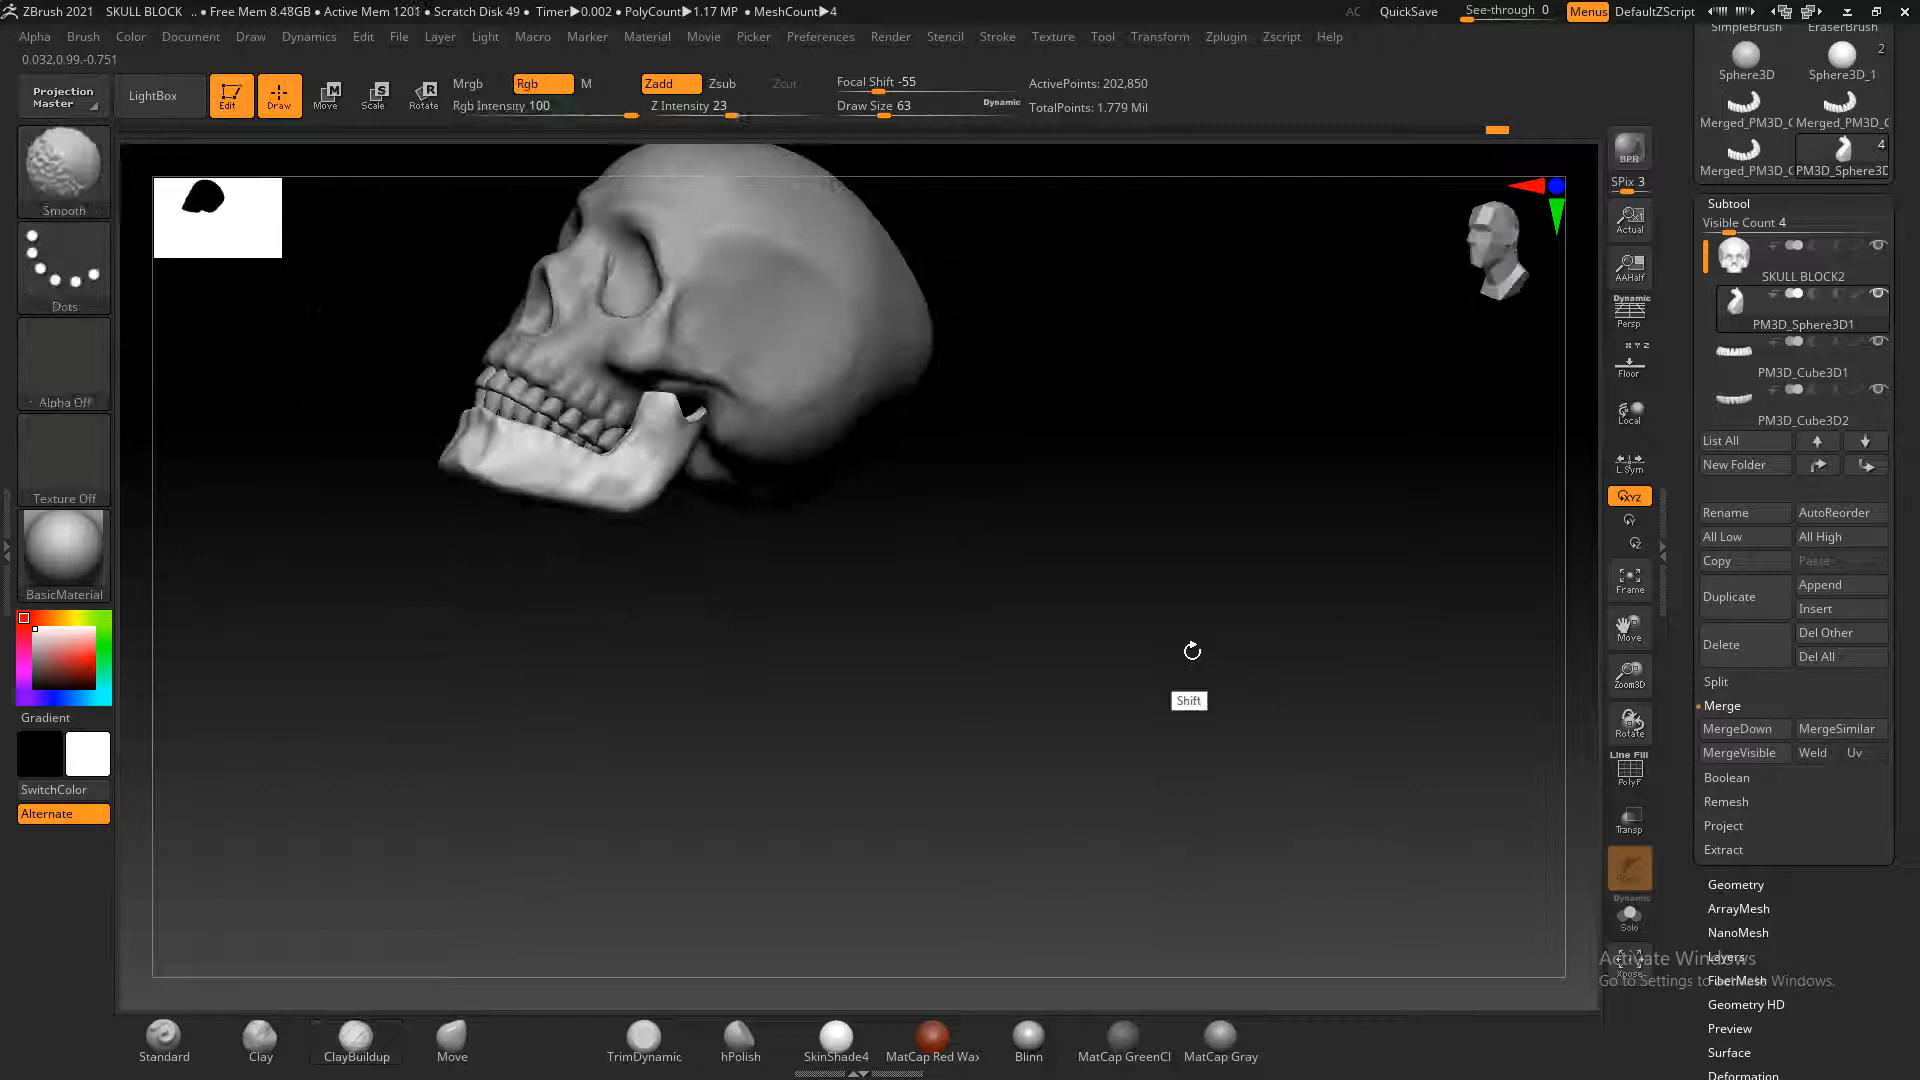 ZBrush 2021 SKULL BLOCK .. • Free Mem 8.48GB • Active Mem 1201 • Scratch Disk 49 • Timer▶0.002 • PolyCount▶1.17 MP • MeshCount▶4 AC QuickSave See-through 0 Menus DefaultZScript
Alpha Brush Color Document Draw Dynamics Edit File Layer Light Macro Marker Material Movie Picker Preferences Render Stencil Stroke Texture Tool Transform Zplugin Zscript Help
0.032,0.99,-0.751
Projection Master
LightBox
Edit Draw Move Scale Rotate
Mrgb Rgb M
Rgb Intensity 100
Zadd Zsub Zcut
Z Intensity 23
Focal Shift -55
Draw Size 63
Dynamic
ActivePoints: 202,850
TotalPoints: 1.779 Mil
Smooth
Dots
Alpha Off
Texture Off
BasicMaterial
Gradient
SwitchColor
Alternate
Shift
BPR
SPix 3
Actual
AAHalf
Dynamic
Persp
X Y Z
Floor
Local
L.Sym
XYZ
Frame
Move
Zoom3D
Rotate
Line Fill
PolyF
Transp
Dynamic
Solo
Xpose
SimpleBrush EraserBrush
2
Sphere3D Sphere3D_1
Merged_PM3D_C Merged_PM3D_C
4
Merged_PM3D_C PM3D_Sphere3D
Subtool
Visible Count 4
SKULL BLOCK2
PM3D_Sphere3D1
PM3D_Cube3D1
PM3D_Cube3D2
List All
New Folder
Rename AutoReorder
All Low All High
Copy Paste
Duplicate Append
Insert
Delete Del Other
Del All
Split
Merge
MergeDown MergeSimilar
MergeVisible Weld Uv
Boolean
Remesh
Project
Extract
Geometry
ArrayMesh
NanoMesh
Layers
FiberMesh
Geometry HD
Preview
Surface
Deformation
Activate Windows
Go to Settings to activate Windows.
Standard Clay ClayBuildup Move TrimDynamic hPolish SkinShade4 MatCap Red Wax Blinn MatCap GreenCl MatCap Gray